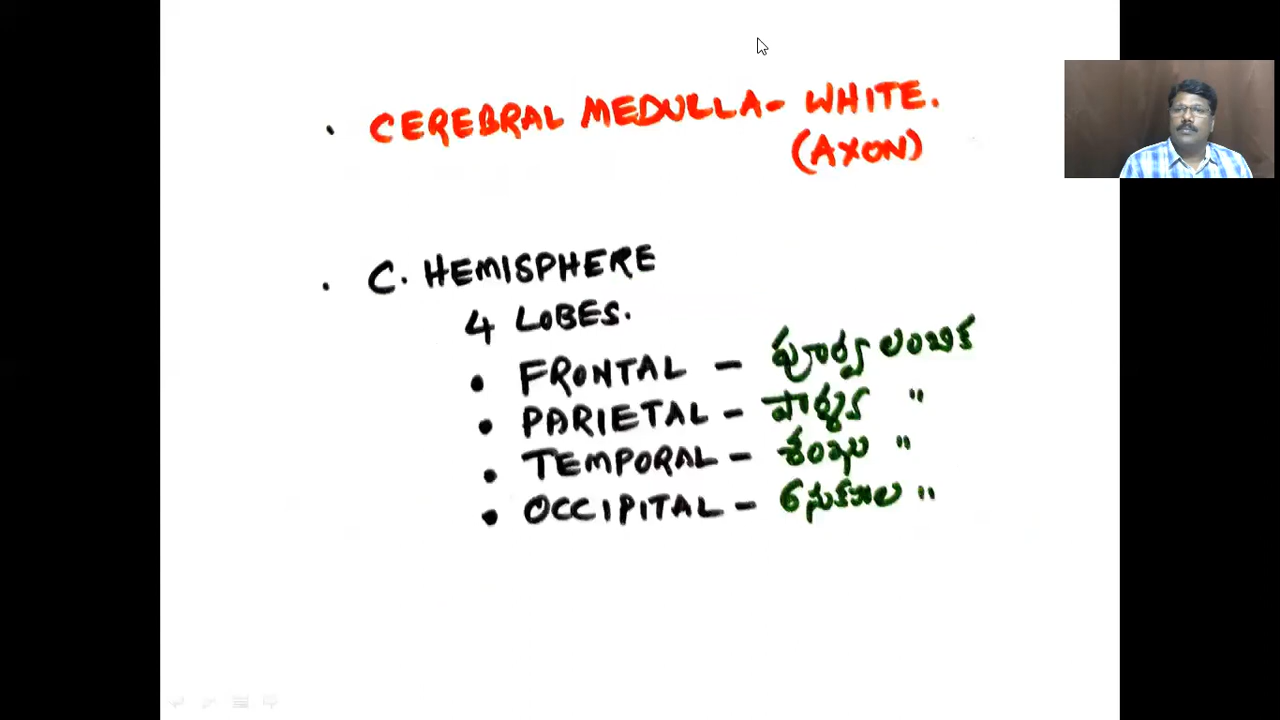 • CEREBRAL MEDULLA - WHITE.
(AXON)
• C. HEMISPHERE
4 LOBES.
• FRONTAL - పూర్వ లంబిక
• PARIETAL - పార్శ్వ "
• TEMPORAL - శంఖు "
• OCCIPITAL - "